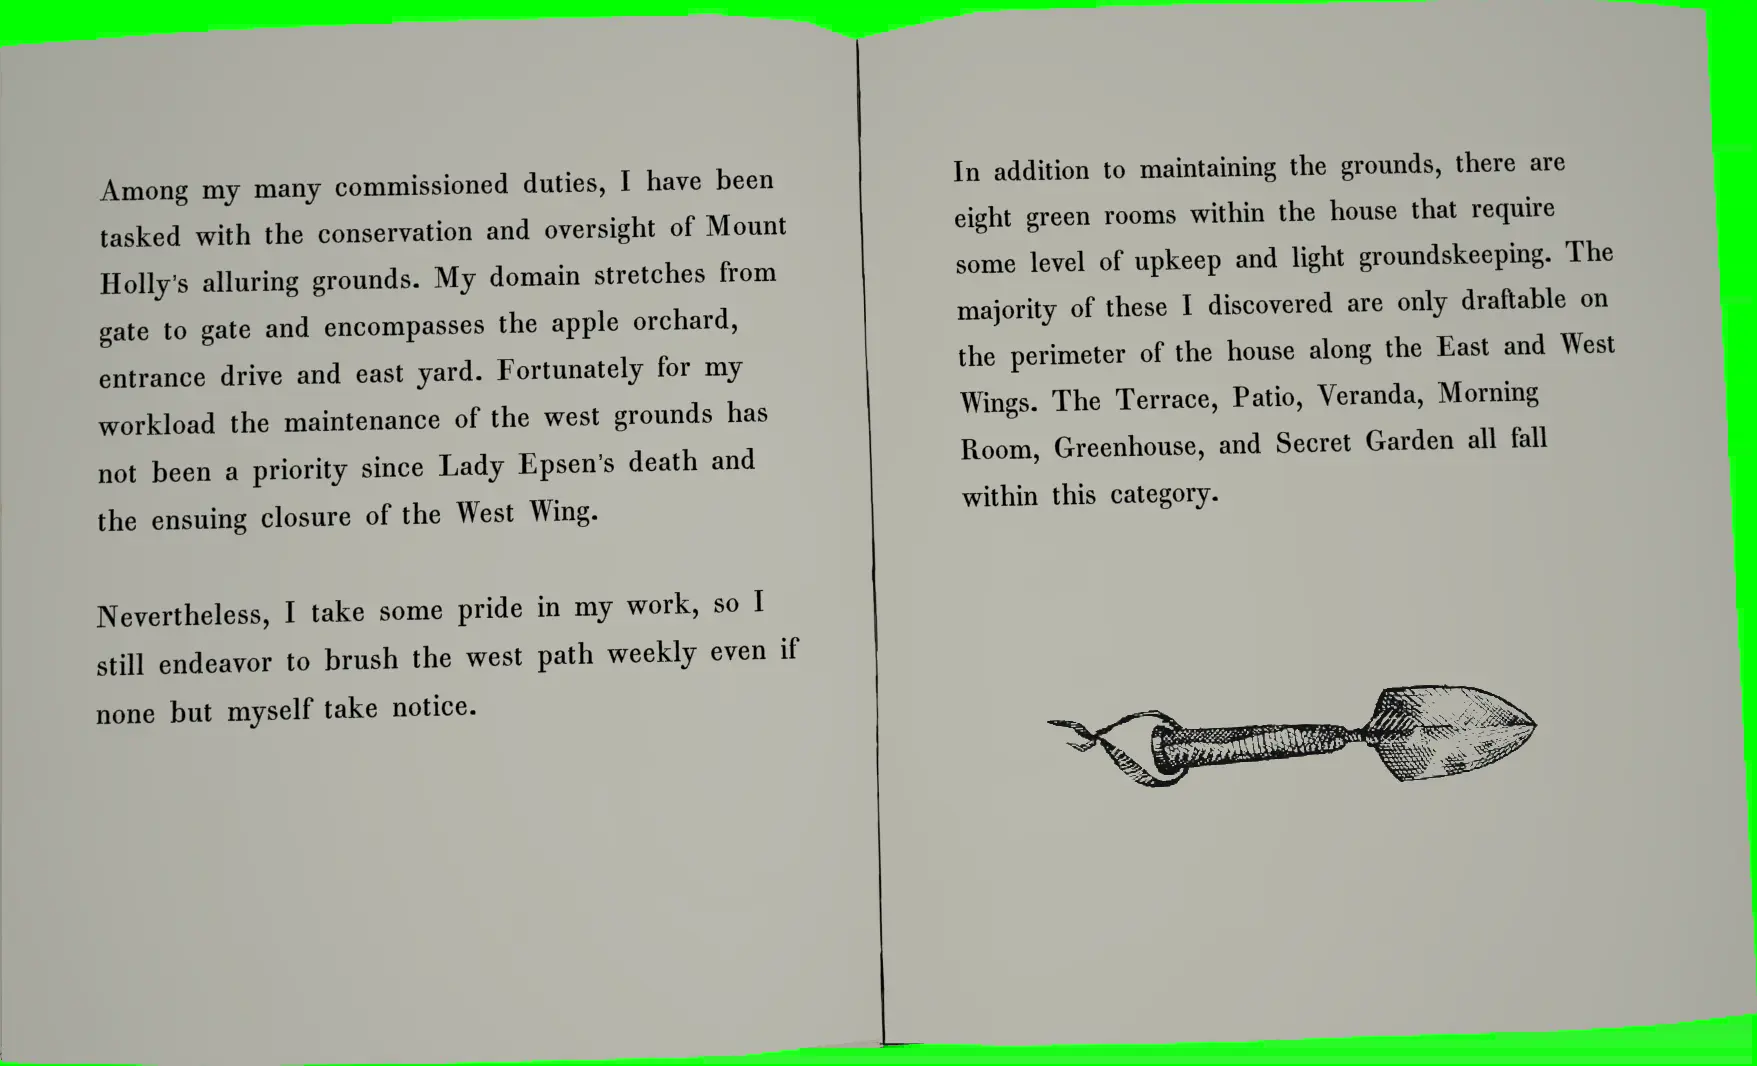 Among my many commissioned duties, I have been
tasked with the conservation and oversight of Mount
Holly's alluring grounds. My domain stretches from
gate to gate and encompasses the apple orchard,
entrance drive and east yard. Fortunately for my
workload the maintenance of the west grounds has
not been a priority since Lady Epsen's death and
the ensuing closure of the West Wing.
Nevertheless, I take some pride in my work, so I
still endeavor to brush the west path weekly even if
none but myself take notice.
In addition to maintaining the grounds, there are
eight green rooms within the house that require
some level of upkeep and light groundskeeping. The
majority of these I discovered are only draftable on
the perimeter of the house along the East and West
Wings. The Terrace, Patio, Veranda, Morning
Room, Greenhouse, and Secret Garden all fall
within this category.